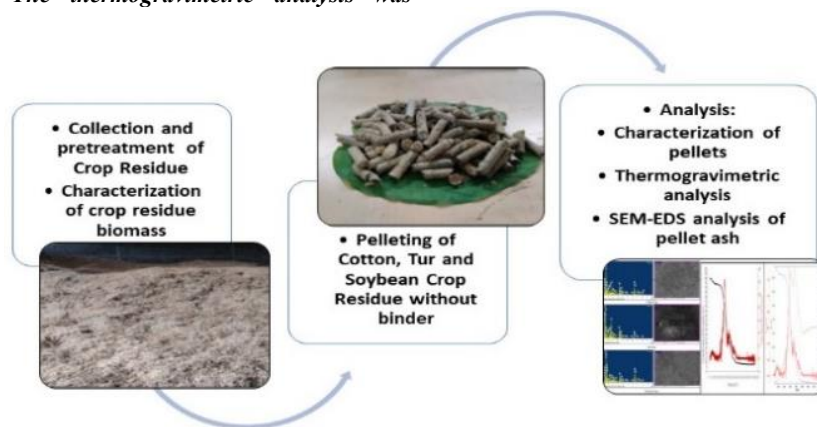 The thermogravimetric analysis was
• Collection and
pretreatment of
Crop Residue
• Characterization
of crop residue
biomass
• Pelleting of
Cotton, Tur and
Soybean Crop
Residue without
binder
• Analysis:
• Characterization of
pellets
• Thermogravimetric
analysis
• SEM-EDS analysis of
pellet ash